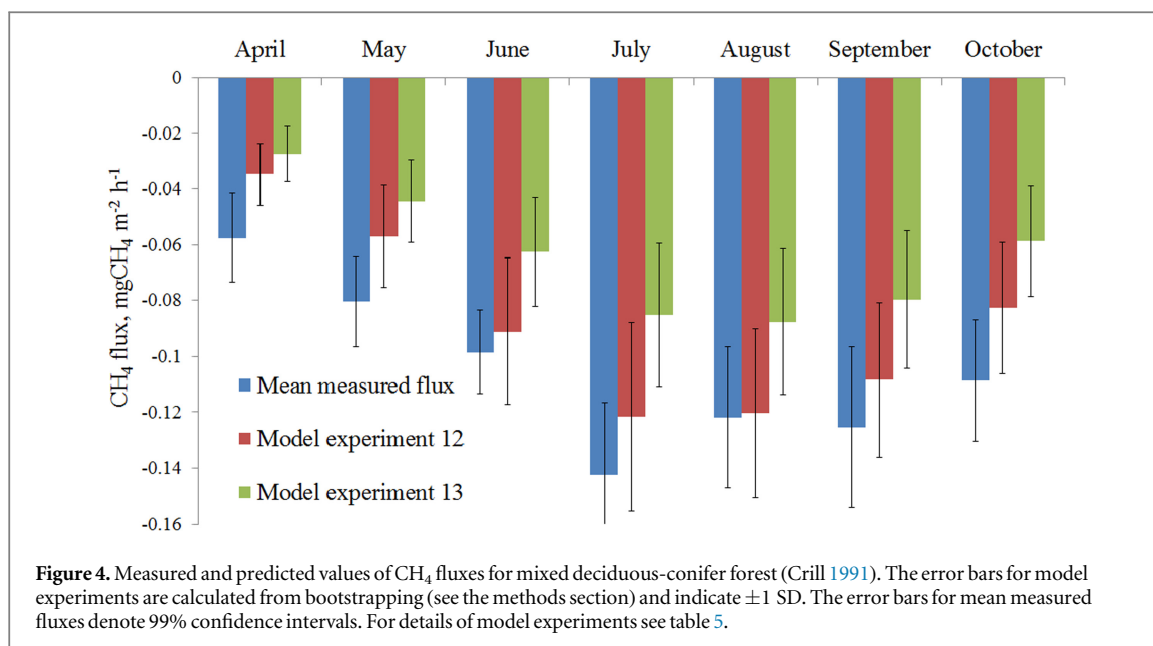 April May June July August September October
0
-0.02
-0.04
-0.06
-0.08
-0.1
-0.12
-0.14
-0.16
CH₄ flux, mgCH₄ m⁻² h⁻¹
Mean measured flux
Model experiment 12
Model experiment 13
Figure 4. Measured and predicted values of CH₄ fluxes for mixed deciduous-conifer forest (Crill 1991). The error bars for model
experiments are calculated from bootstrapping (see the methods section) and indicate ±1 SD. The error bars for mean measured
fluxes denote 99% confidence intervals. For details of model experiments see table 5.